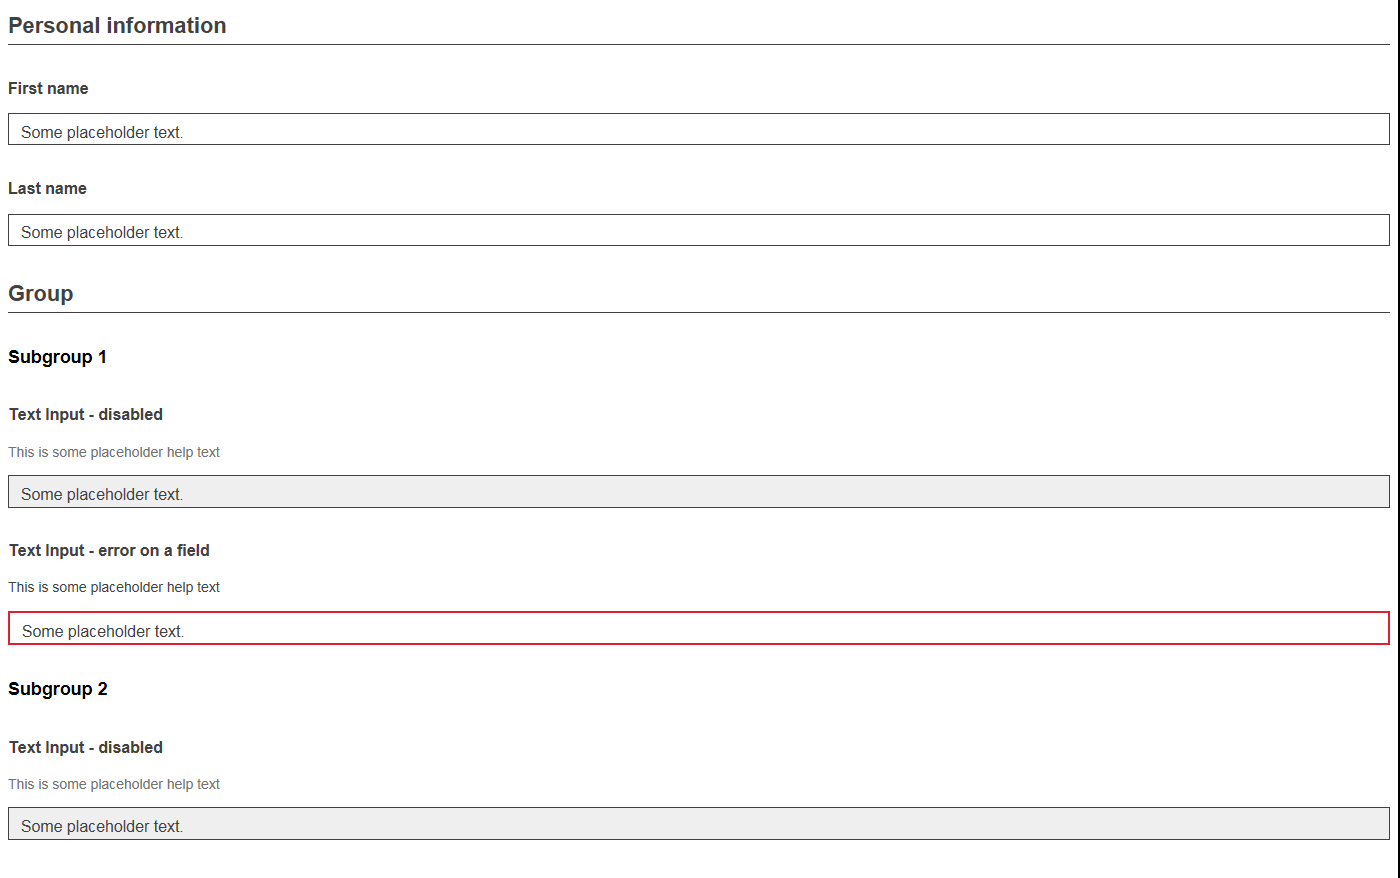 Personal information
First name
Some placeholder text.
Last name
Some placeholder text.
Group
Subgroup 1
Text Input - disabled
This is some placeholder help text
Some placeholder text.
Text Input - error on a field
This is some placeholder help text
Some placeholder text.
Subgroup 2
Text Input - disabled
This is some placeholder help text
Some placeholder text.